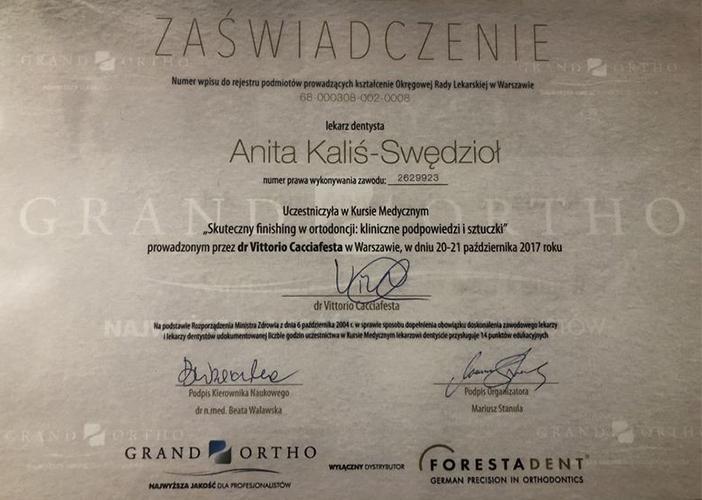 ZAŚWIADCZENIE
Numer wpisu do rejestru podmiotów prowadzących kształcenie Okręgowej Rady Lekarskiej w Warszawie
68-000308-002-0008
lekarz dentysta
Anita Kaliś-Swędzioł
numer prawa wykonywania zawodu: 2629923
GRAND ORTHO
Uczestniczyła w Kursie Medycznym
„Skuteczny finishing w ortodoncji: kliniczne podpowiedzi i sztuczki”
prowadzonym przez dr Vittorio Cacciafesta w Warszawie, w dniu 20-21 października 2017 roku
dr Vittorio Cacciafesta
Na podstawie Rozporządzenia Ministra Zdrowia z dnia 6 października 2004 r. w sprawie sposobu dopełnienia obowiązku doskonalenia zawodowego lekarzy
i lekarzy dentystów udokumentowanej liczbie godzin uczestnictwa w Kursie Medycznym lekarzowi dentyście przysługuje 14 punktów edukacyjnych
Podpis Kierownika Naukowego
dr n.med. Beata Walawska
Podpis Organizatora
Mariusz Stanula
GRAND ORTHO
NAJWYŻSZA JAKOŚĆ DLA PROFESJONALISTÓW
WYŁĄCZNY DYSTRYBUTOR
FORESTADENT®
GERMAN PRECISION IN ORTHODONTICS